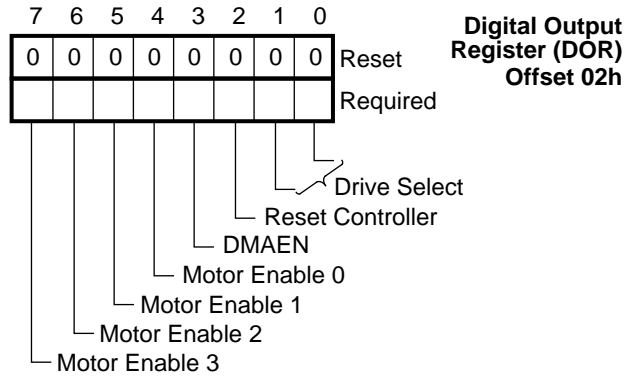 7 6 5 4 3 2 1 0
Digital Output
Register (DOR)
Offset 02h
0 0 0 0 0 0 0 0 Reset
Required
Drive Select
Reset Controller
DMAEN
Motor Enable 0
Motor Enable 1
Motor Enable 2
Motor Enable 3